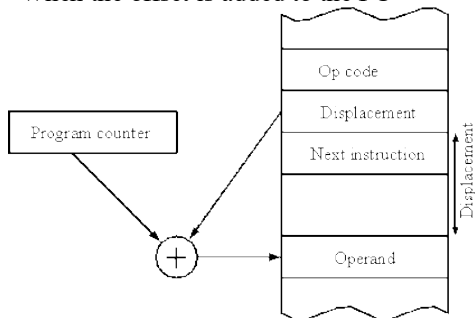 when the offset is added to the PC
Op code
Displacement
Program counter
Next instruction
Displacement
+
Operand